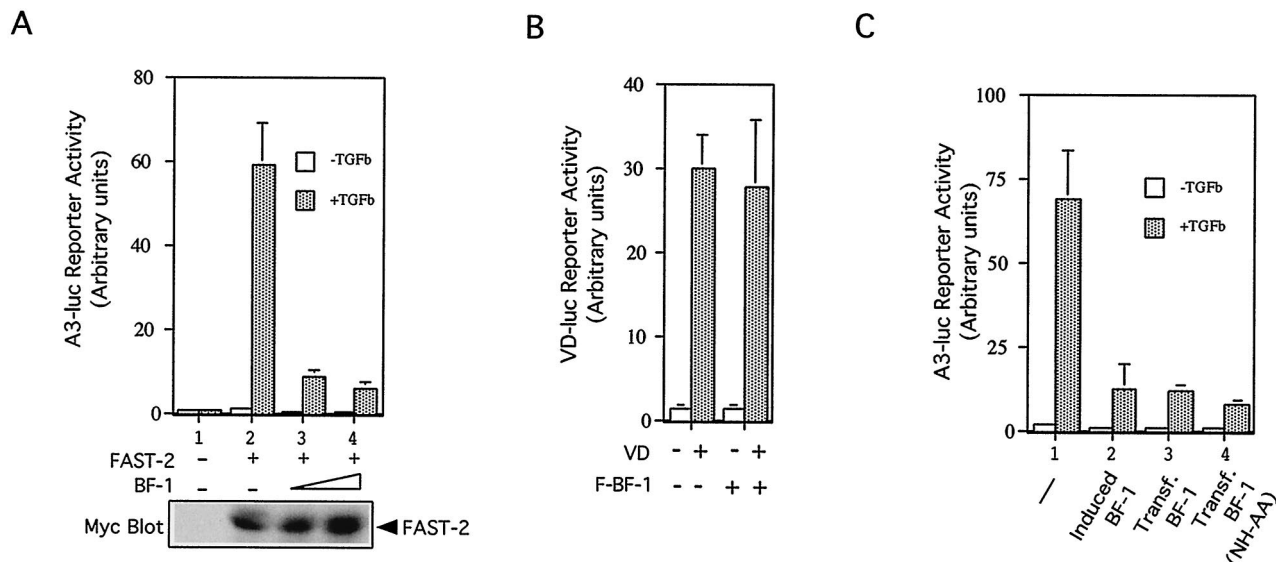 A
A3-luc Reporter Activity
(Arbitrary units)
80
60
40
20
0
-TGFb
+TGFb
1 2 3 4
FAST-2 - + + +
BF-1 - -
Myc Blot
FAST-2
B
VD-luc Reporter Activity
(Arbitrary units)
40
30
20
10
0
VD - + - +
F-BF-1 - - + +
C
A3-luc Reporter Activity
(Arbitrary units)
100
75
50
25
0
-TGFb
+TGFb
1 2 3 4
—
Induced
BF-1
Transf.
BF-1
Transf.
BF-1
(NH-AA)